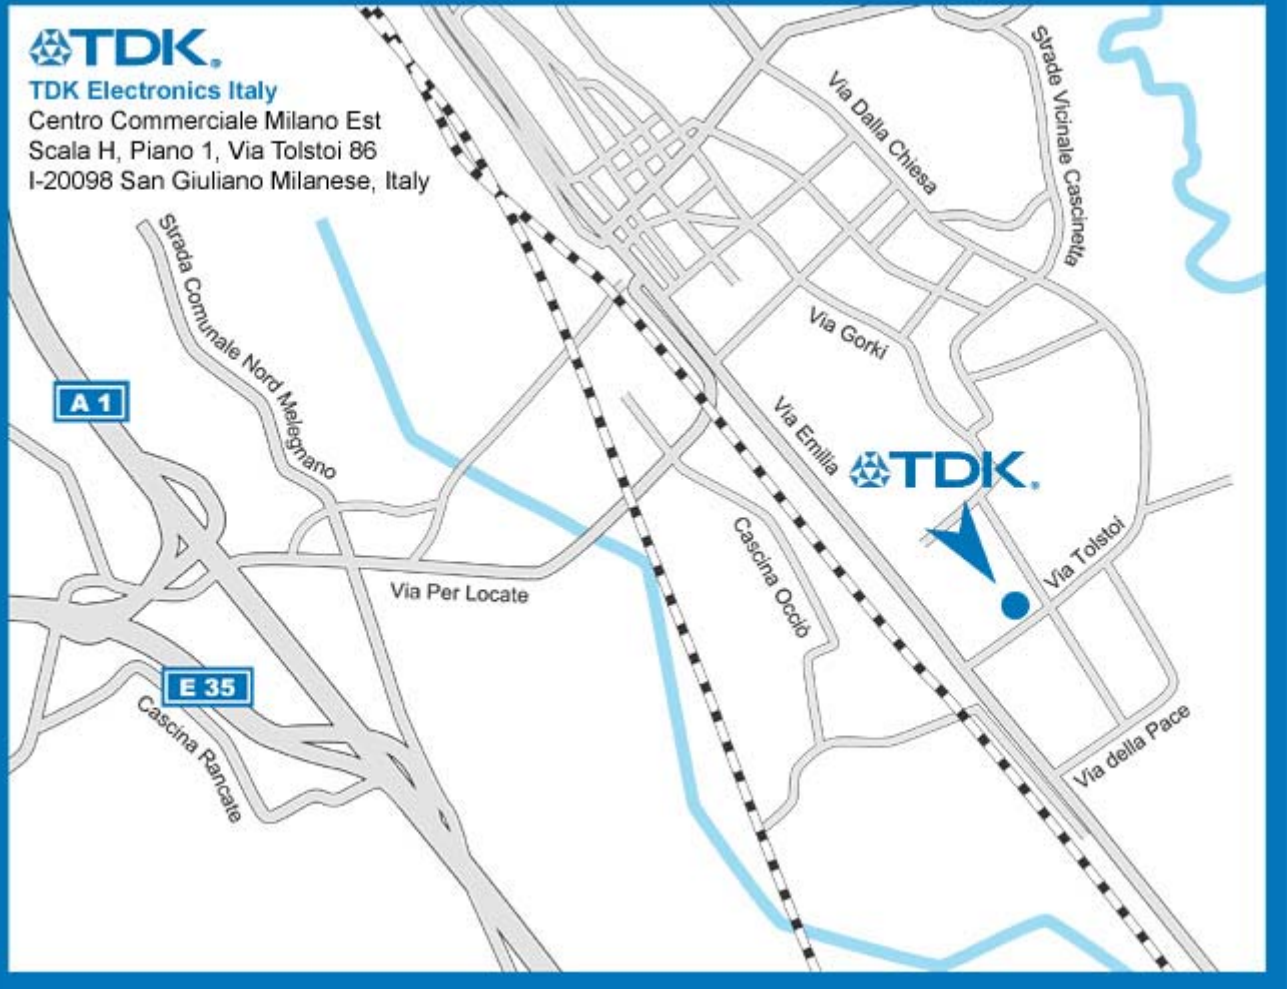 TDK.
TDK Electronics Italy
Centro Commerciale Milano Est
Scala H, Piano 1, Via Tolstoi 86
I-20098 San Giuliano Milanese, Italy
Strade Vicinale Cascinetta
Via Dalla Chiesa
Strada Comunale Nord Melegnano
Via Gorki
A 1
Via Emilia
TDK.
Cascina Occiò
Via Tolstoi
Via Per Locate
E 35
Cascina Rancate
Via della Pace